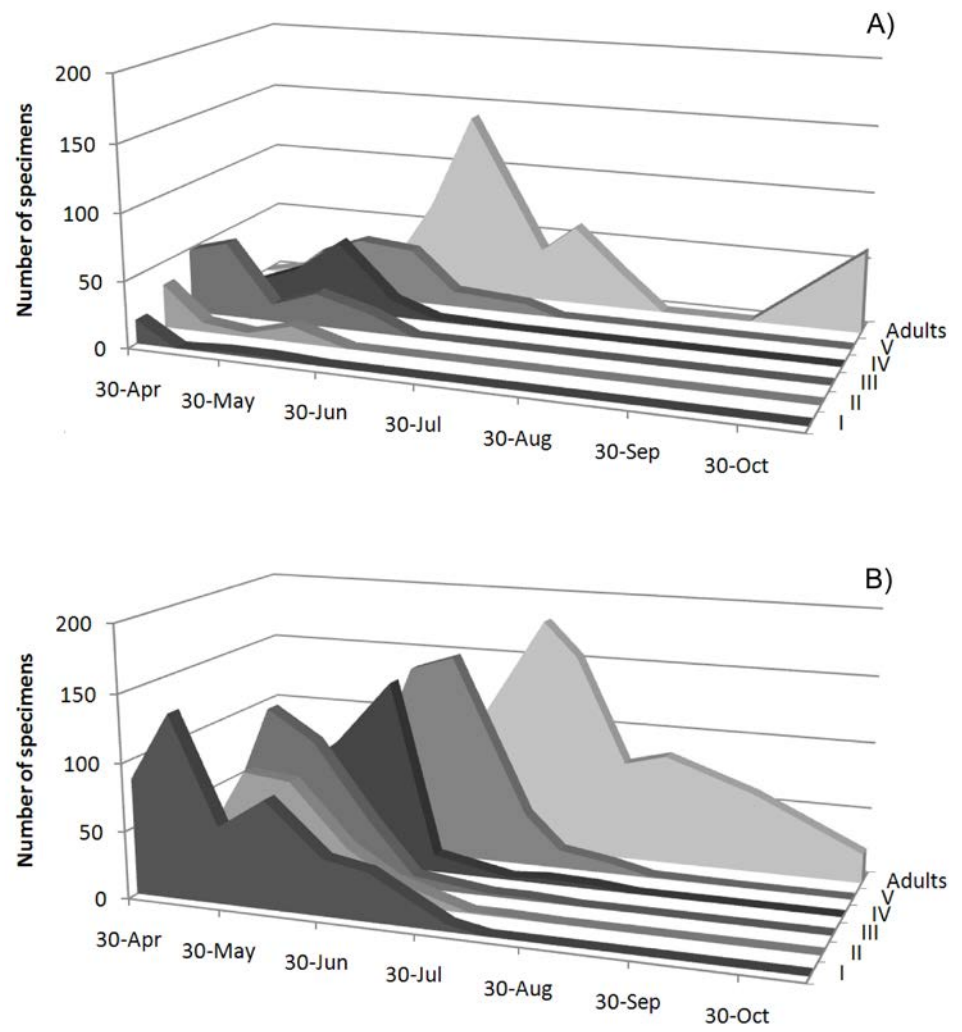 A)
200
150
100
50
0
Number of specimens
30-Apr
30-May
30-Jun
30-Jul
30-Aug
30-Sep
30-Oct
Adults
V
IV
III
II
I
B)
200
150
100
50
0
Number of specimens
30-Apr
30-May
30-Jun
30-Jul
30-Aug
30-Sep
30-Oct
Adults
V
IV
III
II
I